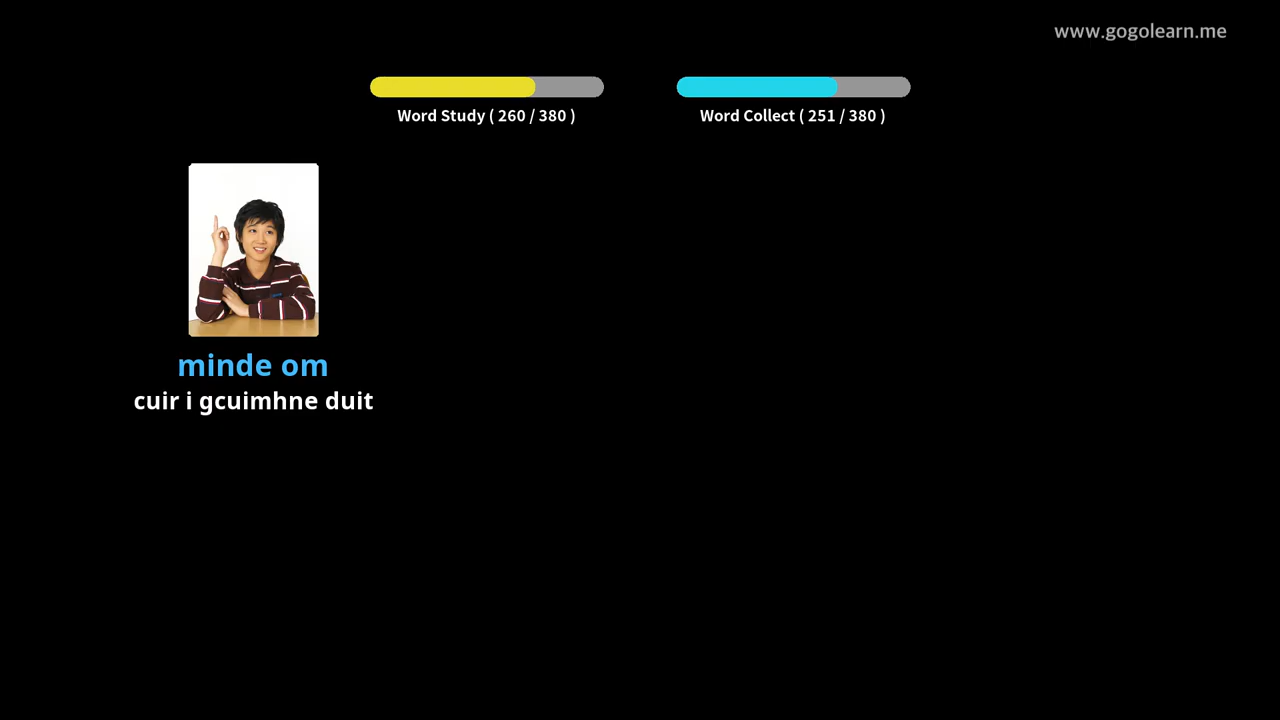 www.gogolearn.me
Word Study ( 260 / 380 )
Word Collect ( 251 / 380 )
minde om
cuir i gcuimhne duit